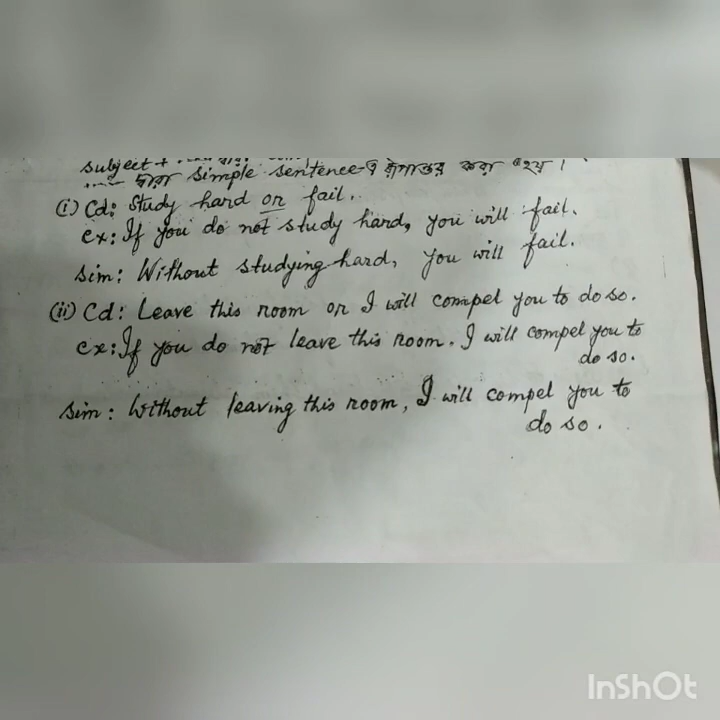 subject +
দ্বারা simple sentence-এ রূপান্তর করা হয়।
(i) Cd: Study hard or fail.
cx: If you do not study hard, you will fail.
sim: Without studying hard, you will fail.
(ii) Cd: Leave this room or I will compel you to do so.
cx: If you do not leave this room. I will compel you to
do so.
sim: Without leaving this room, I will compel you to
do so.
InShOt